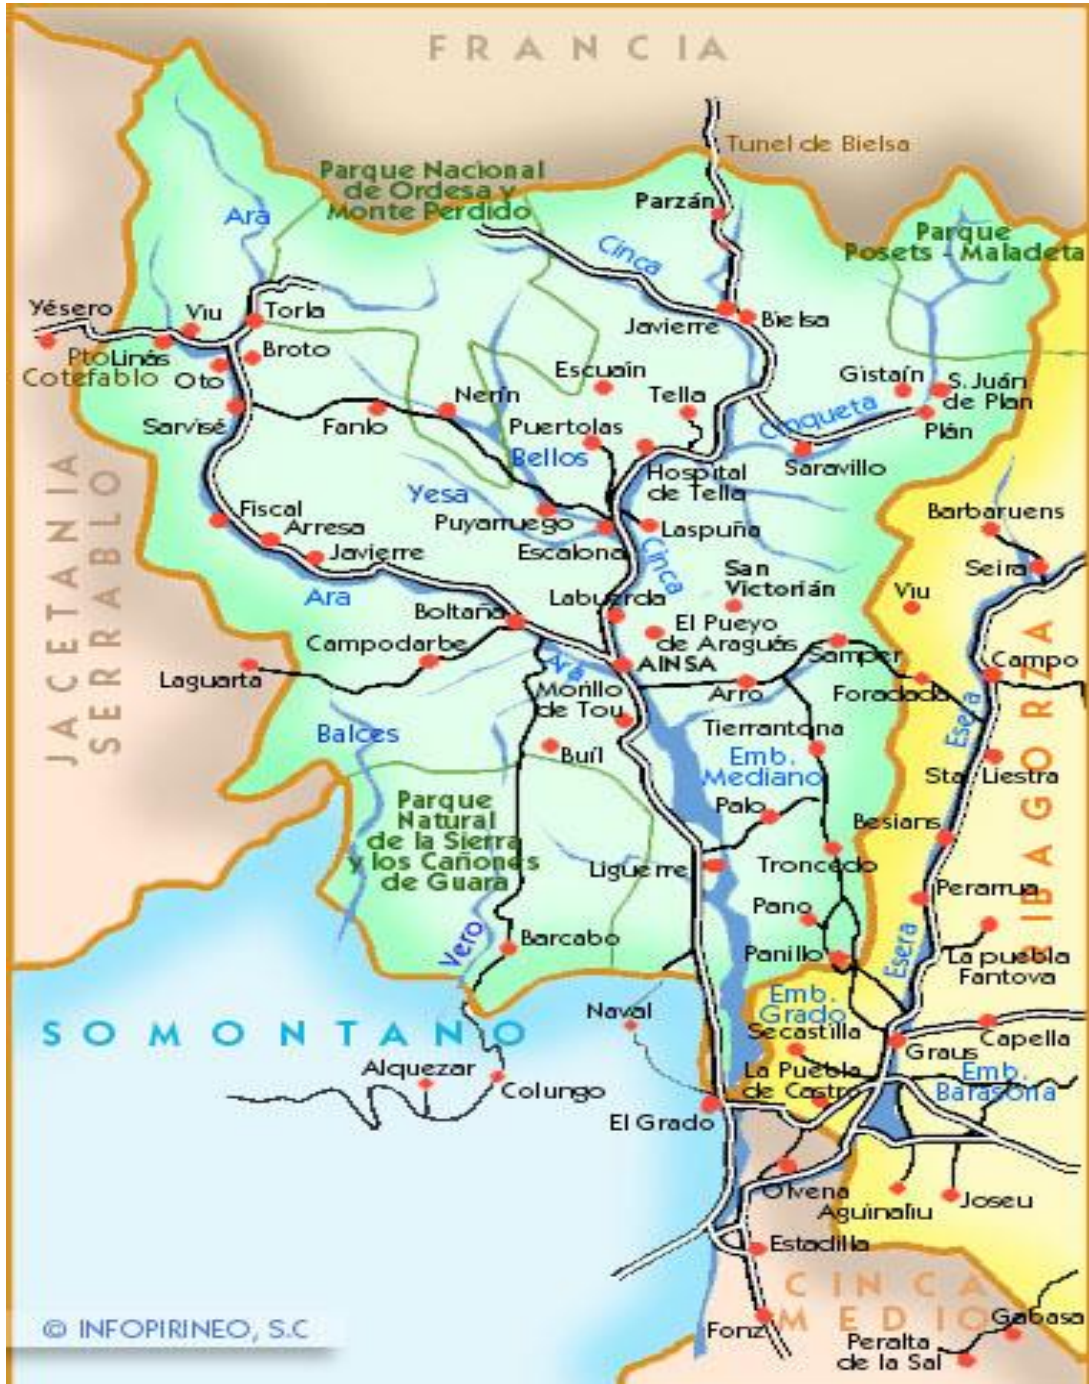 FRANCIA
Tunel de Bielsa
Parque Nacional
de Ordesa y
Monte Perdido
Parzán
Ara
Cinca
Parque
Posets - Maladeta
Yésero
Viu
Torla
Javierre
Bielsa
Pto
Linás
Cotefablo
Oto
Broto
Escuaín
Tella
Gistaín
S. Juán
de Plan
Sarvisé
Fanlo
Nerín
Puertolas
Bellos
Cinqueta
Plán
Saravillo
Hospital
de Tella
Yesa
Fiscal
Arresa
Javierre
Puyarruego
Escalona
Laspuña
Cinca
Barbaruens
Seira
San
Victorián
Viu
Ara
Boltaña
Labuerda
El Pueyo
de Araguás
Campodarbe
Laguarta
Ara
AINSA
Samper
Arro
Foradada
Campo
JACETANIA
SERRABLO
Morillo
de Tou
Tierrantona
Esera
Balces
Buíl
Emb.
Mediano
Sta. Liestra
Parque
Natural
de la Sierra
y los Cañones
de Guara
Palo
Besians
Liguerre
Troncedo
Perarrua
RIBAGORZA
Pano
Vero
Barcabo
Panillo
Esera
La puebla
Fantova
SOMONTANO
Naval
Emb.
Grado
Secastilla
Graus
Capella
Alquezar
Colungo
La Puebla
de Castro
Emb.
Barasona
El Grado
Olvena
Aguinaliu
Joseu
Estadilla
CINCA
MEDIO
Fonz
Gabasa
Peralta
de la Sal
© INFOPIRINEO, S.C